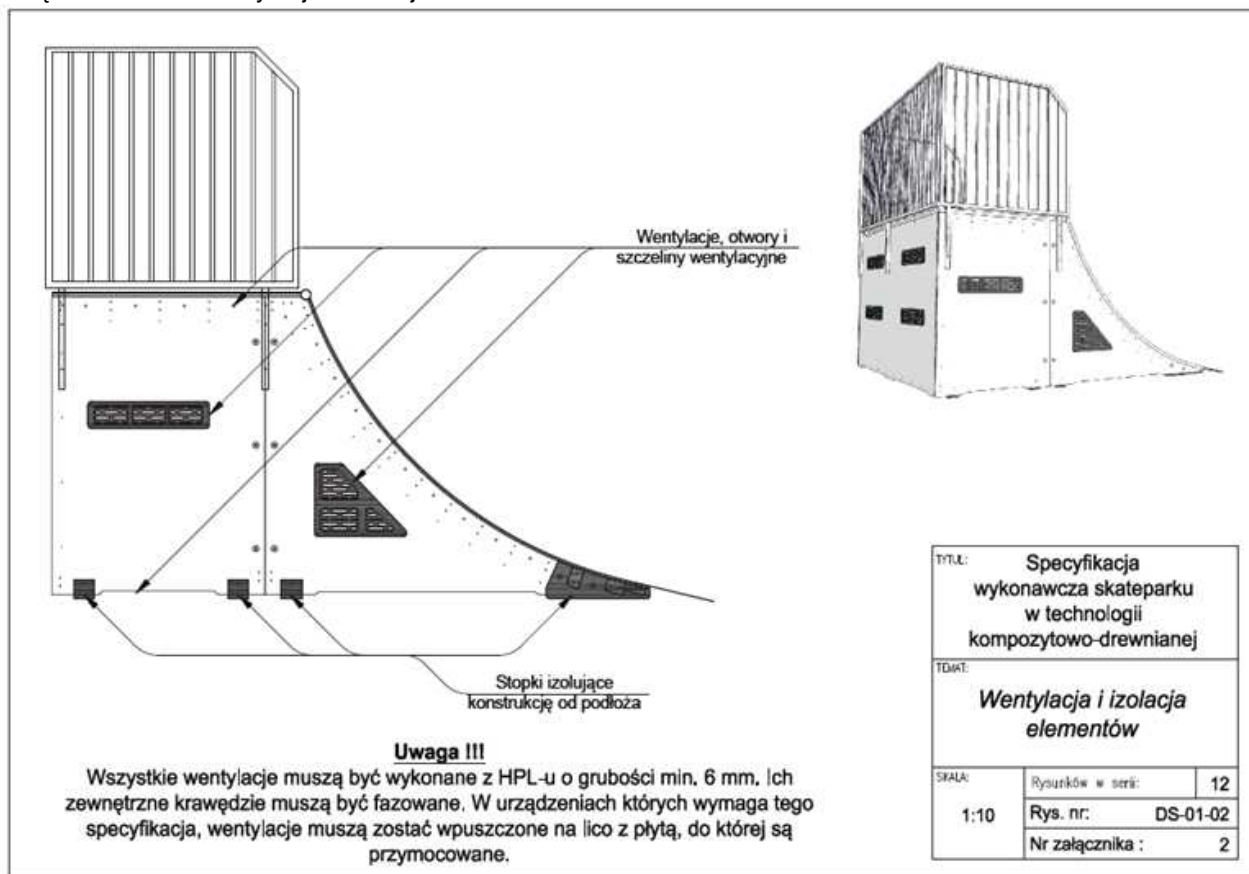 Wentylacje, otwory i
szczeliny wentylacyjne
Stopki izolujące
konstrukcję od podłoża
Uwaga !!!
Wszystkie wentylacje muszą być wykonane z HPL-u o grubości min. 6 mm. Ich
zewnętrzne krawędzie muszą być fazowane. W urządzeniach których wymaga tego
specyfikacja, wentylacje muszą zostać wpuszczone na lico z płytą, do której są
przymocowane.
TYTUŁ:
Specyfikacja
wykonawcza skateparku
w technologii
kompozytowo-drewnianej
TEMAT:
Wentylacja i izolacja
elementów
SKALA:
1:10
Rysunków w serii: 12
Rys. nr: DS-01-02
Nr załącznika : 2